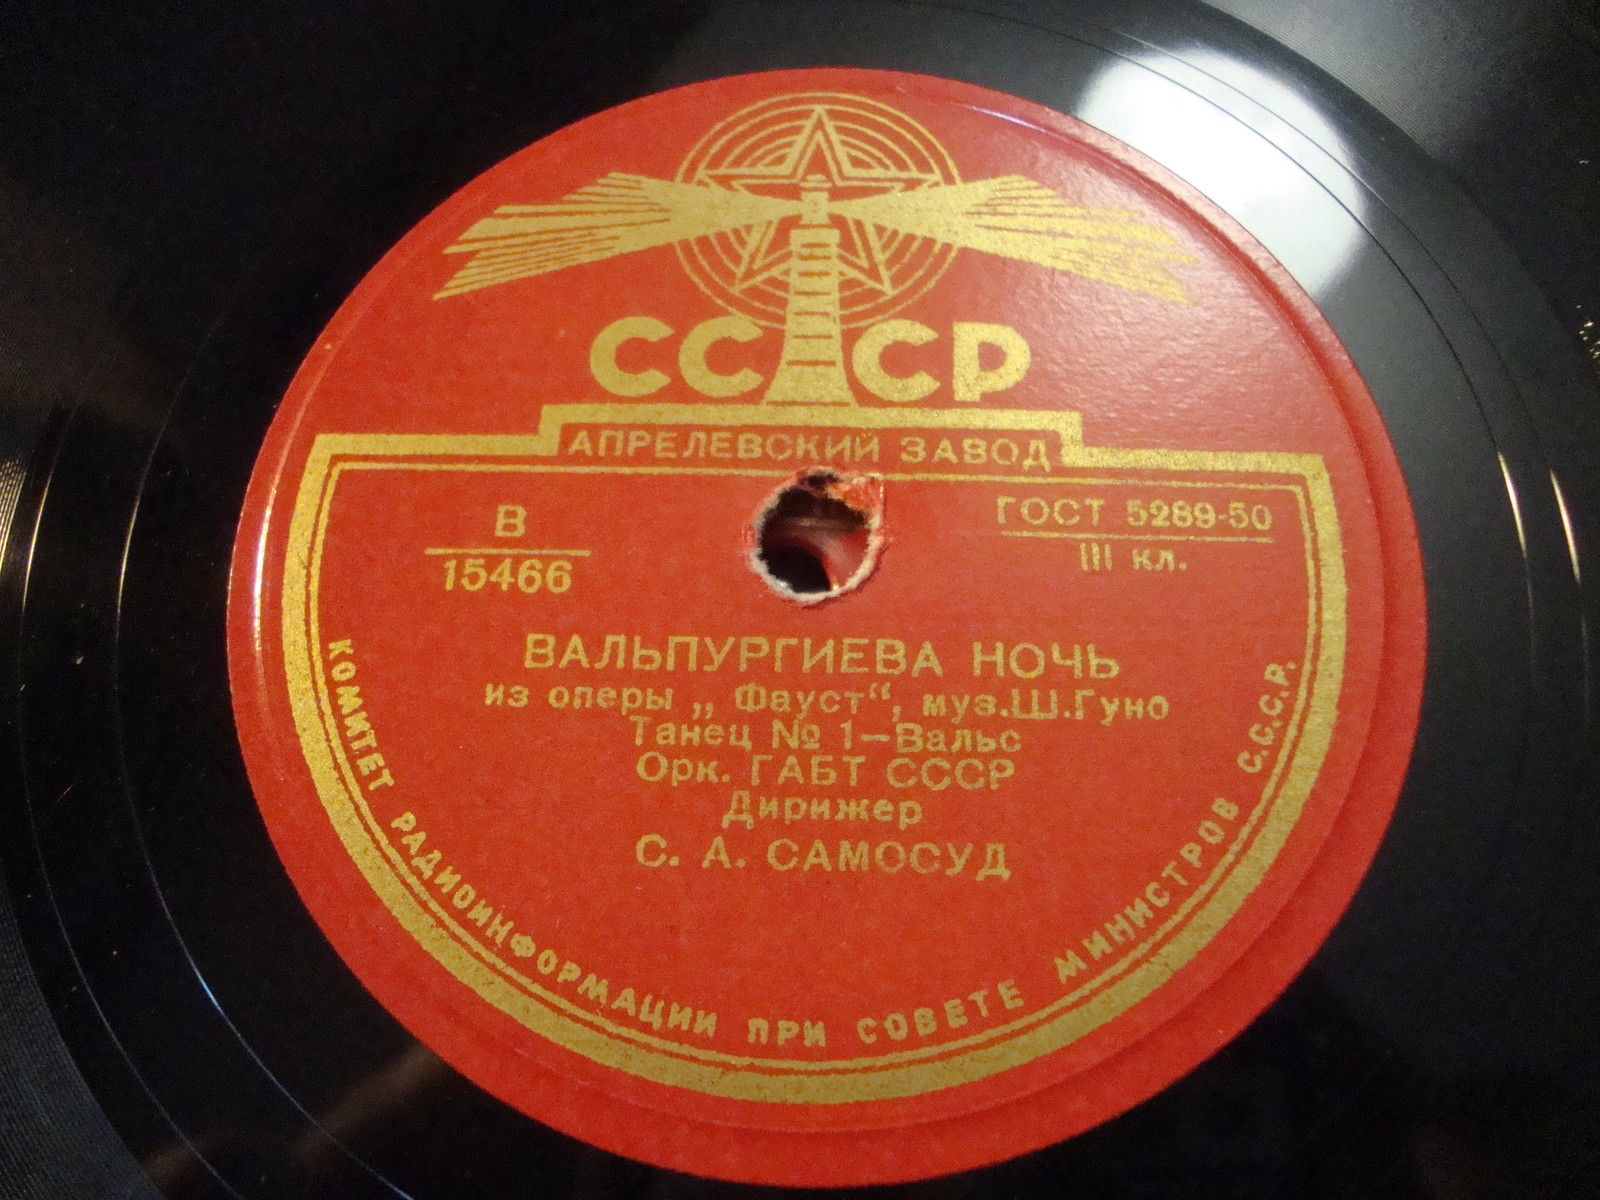 СССР
АПРЕЛЕВСКИЙ ЗАВОД
В
15466
ГОСТ 5289-50
III кл.
ВАЛЬПУРГИЕВА НОЧЬ
из оперы „Фауст“, муз.Ш.Гуно
Танец № 1—Вальс
Орк. ГАБТ СССР
Дирижер
С. А. САМОСУД
КОМИТЕТ РАДИОИНФОРМАЦИИ ПРИ СОВЕТЕ МИНИСТРОВ С.С.С.Р.